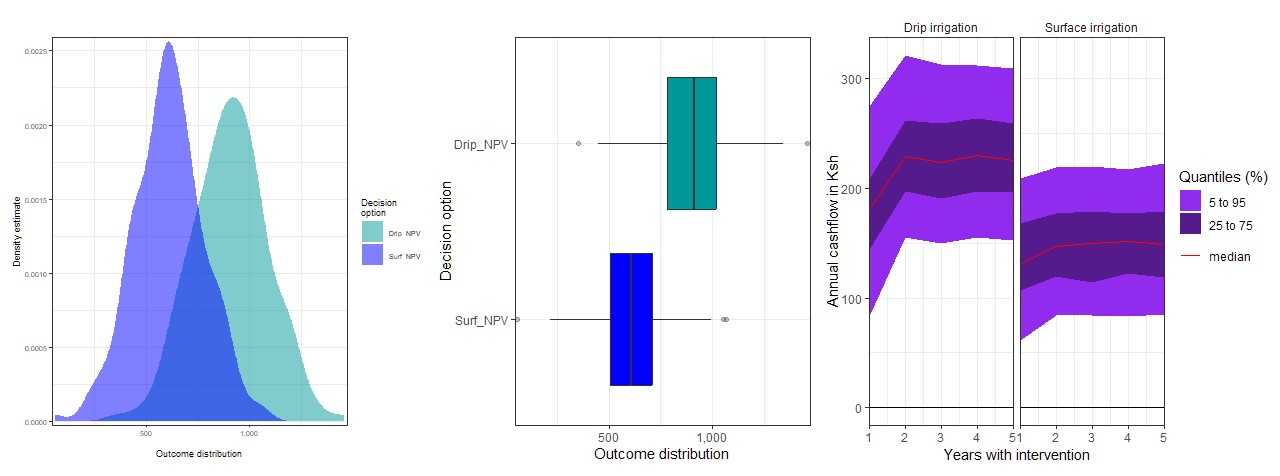 0.0025
0.0020
0.0015
0.0010
0.0005
0.0000
Density estimate
500
1,000
Outcome distribution
Decision
option
Drip_NPV
Surf_NPV
Decision option
Drip_NPV
Surf_NPV
500
1,000
Outcome distribution
Drip irrigation
Surface irrigation
Annual cashflow in Ksh
300
200
100
0
1 2 3 4 5
1 2 3 4 5
Years with intervention
Quantiles (%)
5 to 95
25 to 75
median